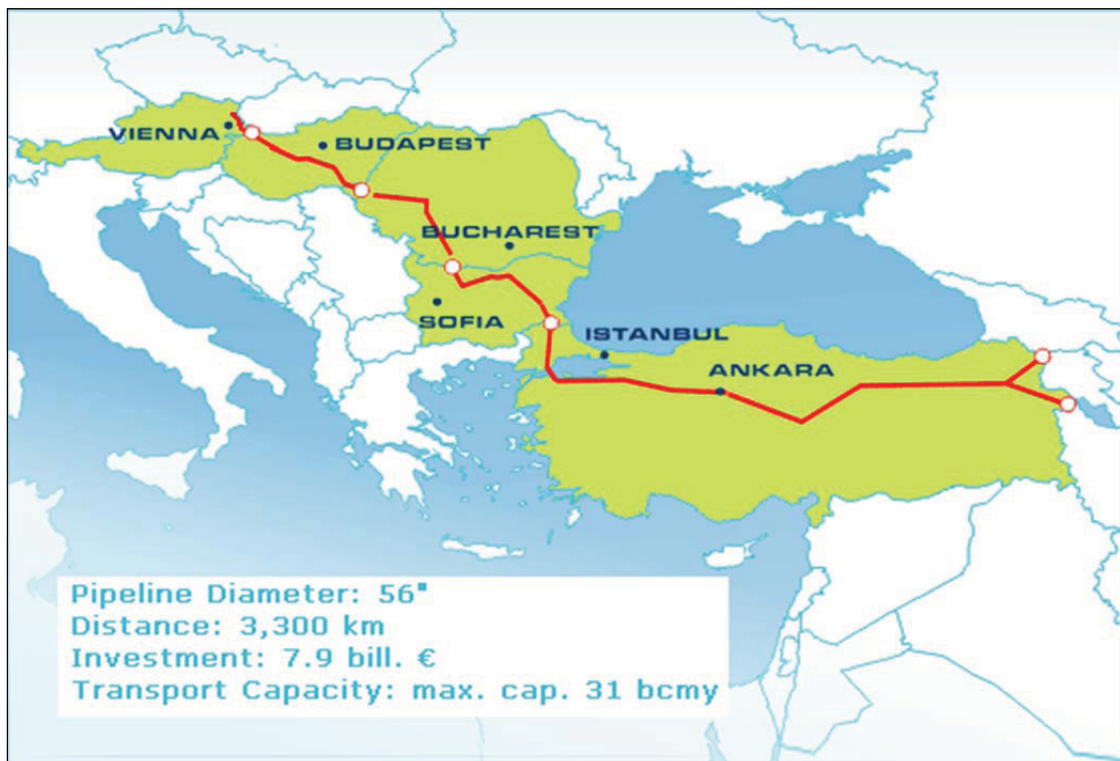 VIENNA
BUDAPEST
BUCHAREST
SOFIA
ISTANBUL
ANKARA
Pipeline Diameter: 56"
Distance: 3,300 km
Investment: 7.9 bill. €
Transport Capacity: max. cap. 31 bcmy